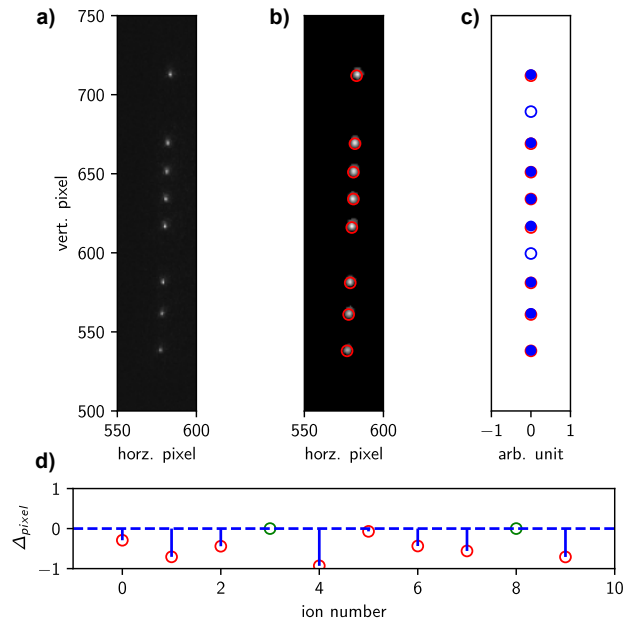 a)
b)
c)
750
700
650
600
550
500
vert. pixel
550
600
horz. pixel
550
600
horz. pixel
−1
0
1
arb. unit
d)
1
0
−1
Δpixel
0
2
4
6
8
10
ion number